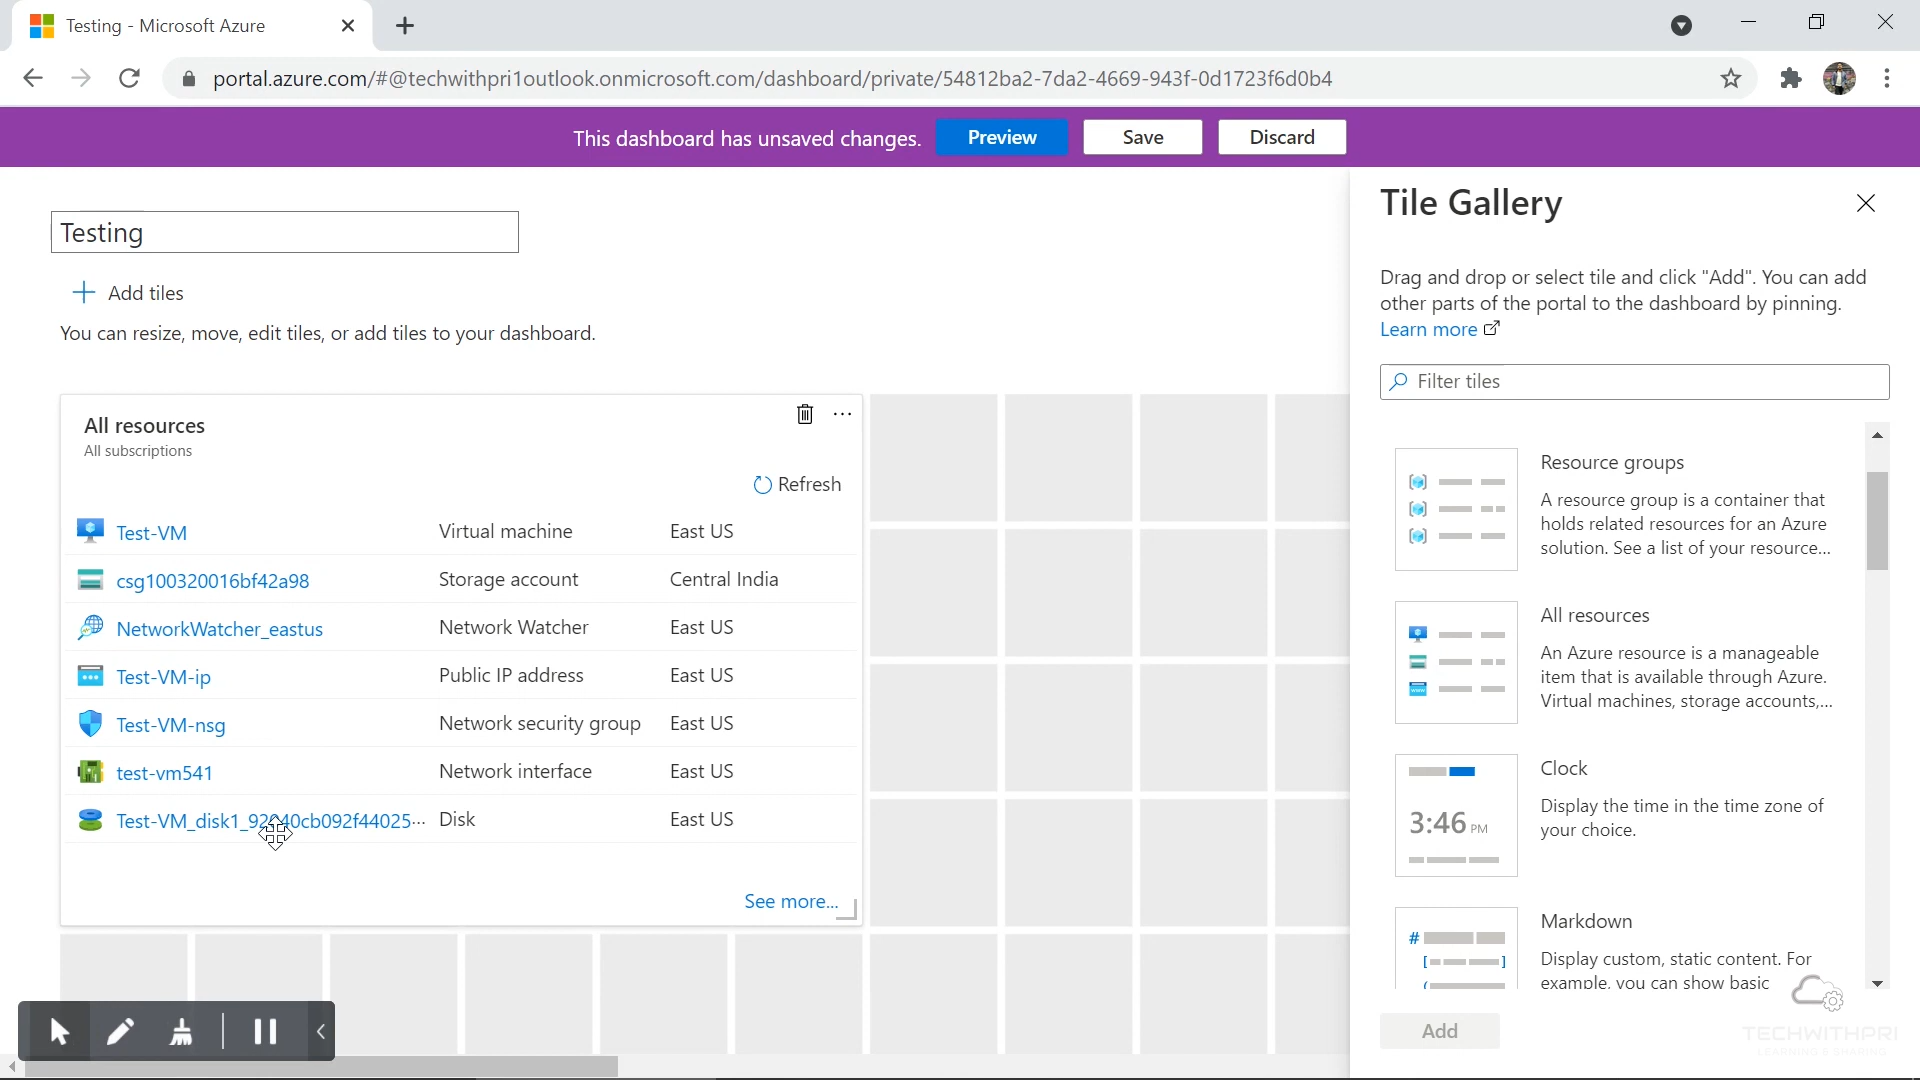 Testing - Microsoft Azure
portal.azure.com/#@techwithpri1outlook.onmicrosoft.com/dashboard/private/54812ba2-7da2-4669-943f-0d1723f6d0b4
This dashboard has unsaved changes.
Preview
Save
Discard
Testing
Add tiles
You can resize, move, edit tiles, or add tiles to your dashboard.
All resources
All subscriptions
Refresh
Test-VM Virtual machine East US
csg100320016bf42a98 Storage account Central India
NetworkWatcher_eastus Network Watcher East US
Test-VM-ip Public IP address East US
Test-VM-nsg Network security group East US
test-vm541 Network interface East US
Disk East US
See more...
Tile Gallery
Drag and drop or select tile and click "Add". You can add
other parts of the portal to the dashboard by pinning.
Learn more
Filter tiles
Resource groups
A resource group is a container that
holds related resources for an Azure
solution. See a list of your resource...
All resources
An Azure resource is a manageable
item that is available through Azure.
Virtual machines, storage accounts,...
www
Clock
3:46 PM
Display the time in the time zone of
your choice.
Markdown
#
[ ]
(
Display custom, static content. For
example, you can show basic
Add
TECHWITHPRI
LEARNING & SHARING